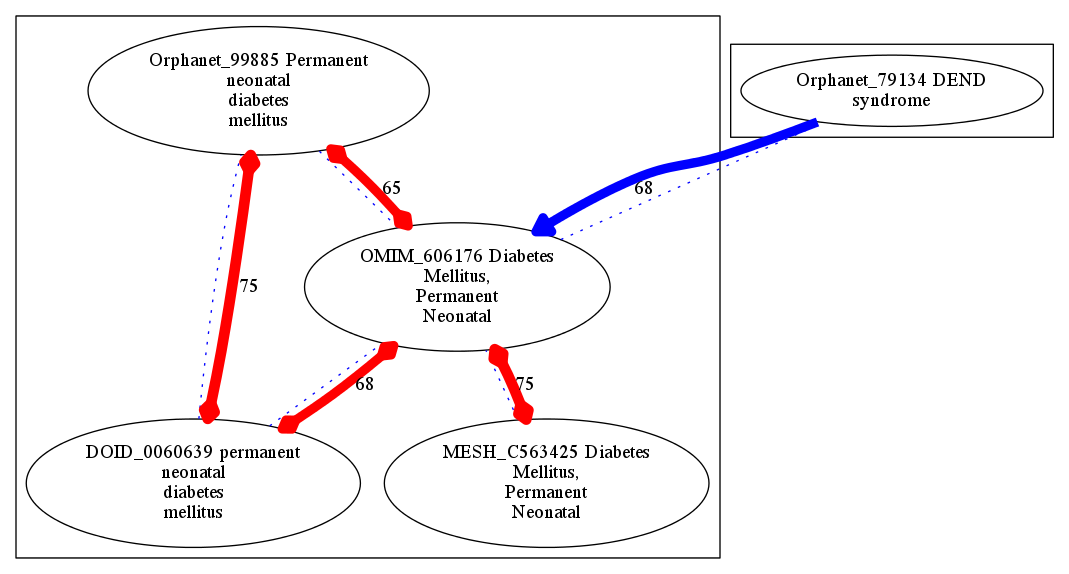 Orphanet_99885 Permanent
neonatal
diabetes
mellitus
Orphanet_79134 DEND
syndrome
65
68
OMIM_606176 Diabetes
Mellitus,
Permanent
Neonatal
75
68
75
DOID_0060639 permanent
neonatal
diabetes
mellitus
MESH_C563425 Diabetes
Mellitus,
Permanent
Neonatal